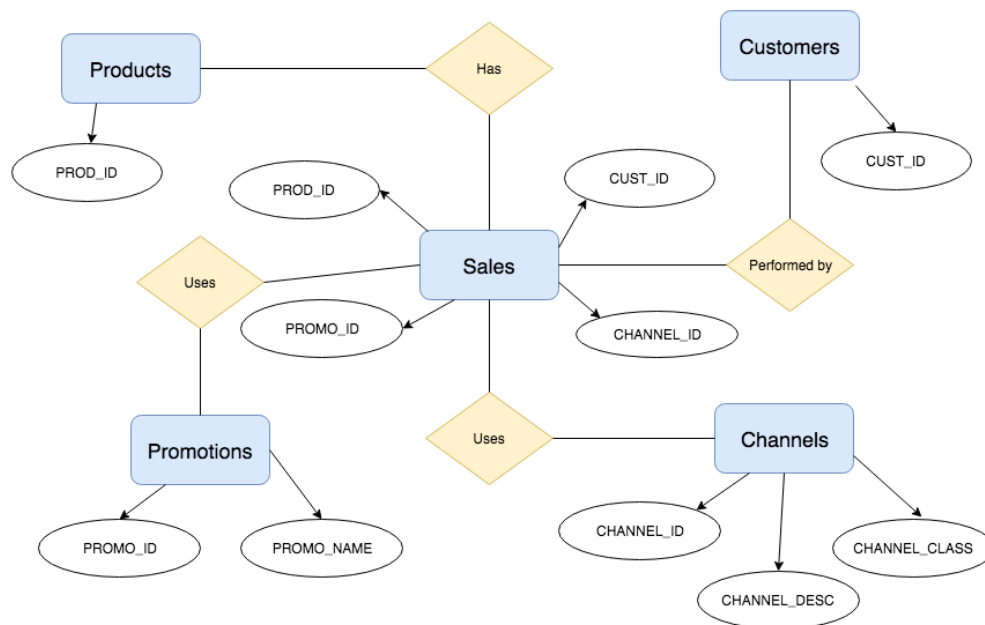 Customers
Products
Has
PROD_ID
CUST_ID
PROD_ID
CUST_ID
Sales
Performed by
Uses
PROMO_ID
CHANNEL_ID
Uses
Channels
Promotions
CHANNEL_ID
PROMO_ID
PROMO_NAME
CHANNEL_CLASS
CHANNEL_DESC